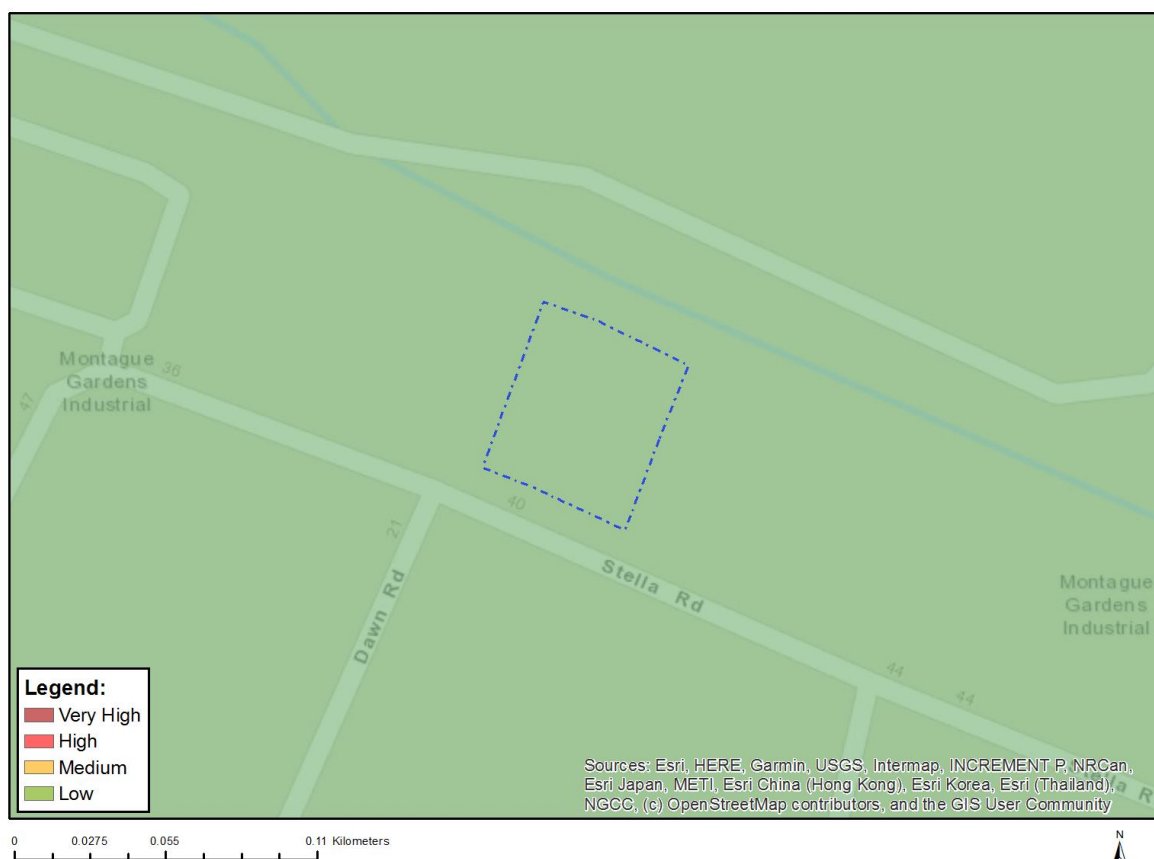 Montague
Gardens
Industrial
36
47
40
21
Stella Rd
Dawn Rd
Montague
Gardens
Industrial
44
44
Legend:
Very High
High
Medium
Low
Sources: Esri, HERE, Garmin, USGS, Intermap, INCREMENT P, NRCan,
Esri Japan, METI, Esri China (Hong Kong), Esri Korea, Esri (Thailand),
NGCC, (c) OpenStreetMap contributors, and the GIS User Community
Stella R
0 0.0275 0.055 0.11 Kilometers
N